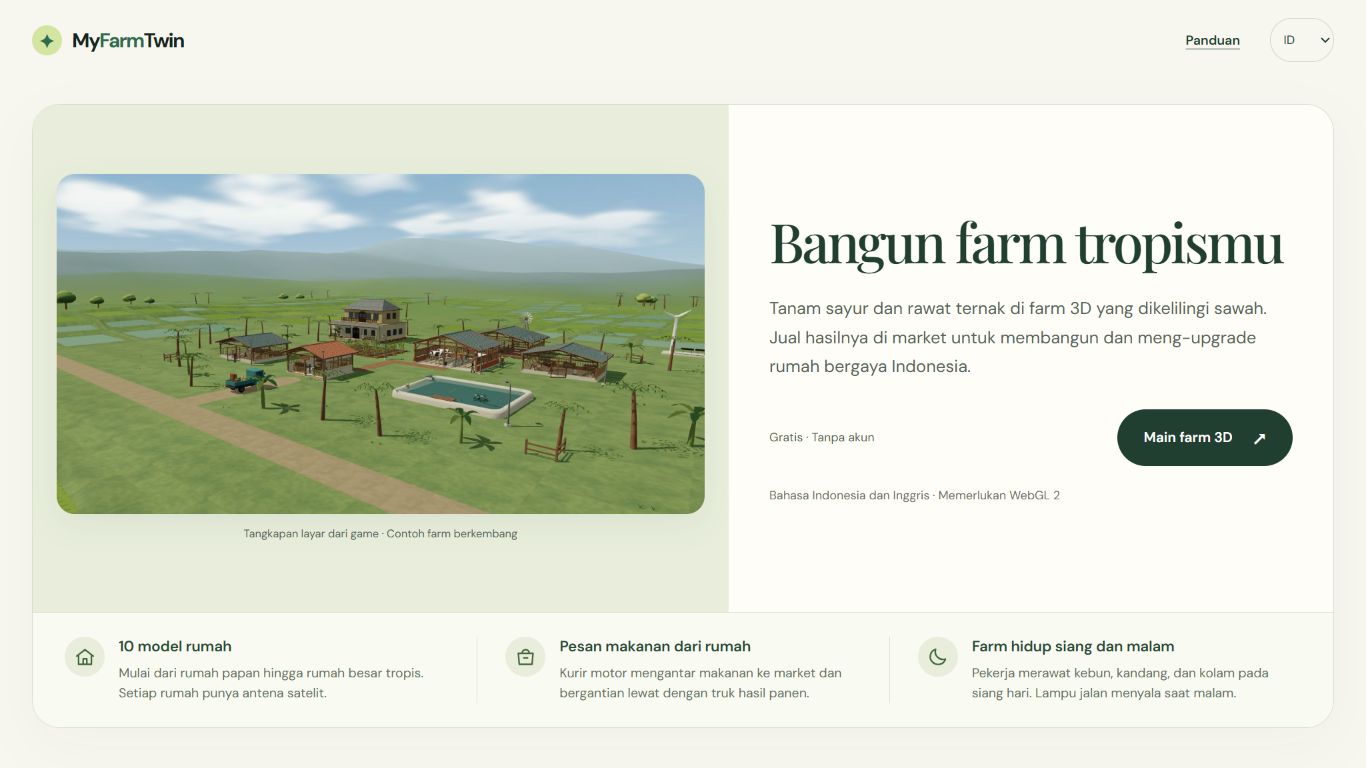 MyFarmTwin
Panduan
ID
Bangun farm tropismu
Tanam sayur dan rawat ternak di farm 3D yang dikelilingi sawah.
Jual hasilnya di market untuk membangun dan meng-upgrade
rumah bergaya Indonesia.
Gratis · Tanpa akun
Main farm 3D ↗
Bahasa Indonesia dan Inggris · Memerlukan WebGL 2
Tangkapan layar dari game · Contoh farm berkembang
10 model rumah
Mulai dari rumah papan hingga rumah besar tropis.
Setiap rumah punya antena satelit.
Pesan makanan dari rumah
Kurir motor mengantar makanan ke market dan
bergantian lewat dengan truk hasil panen.
Farm hidup siang dan malam
Pekerja merawat kebun, kandang, dan kolam pada
siang hari. Lampu jalan menyala saat malam.